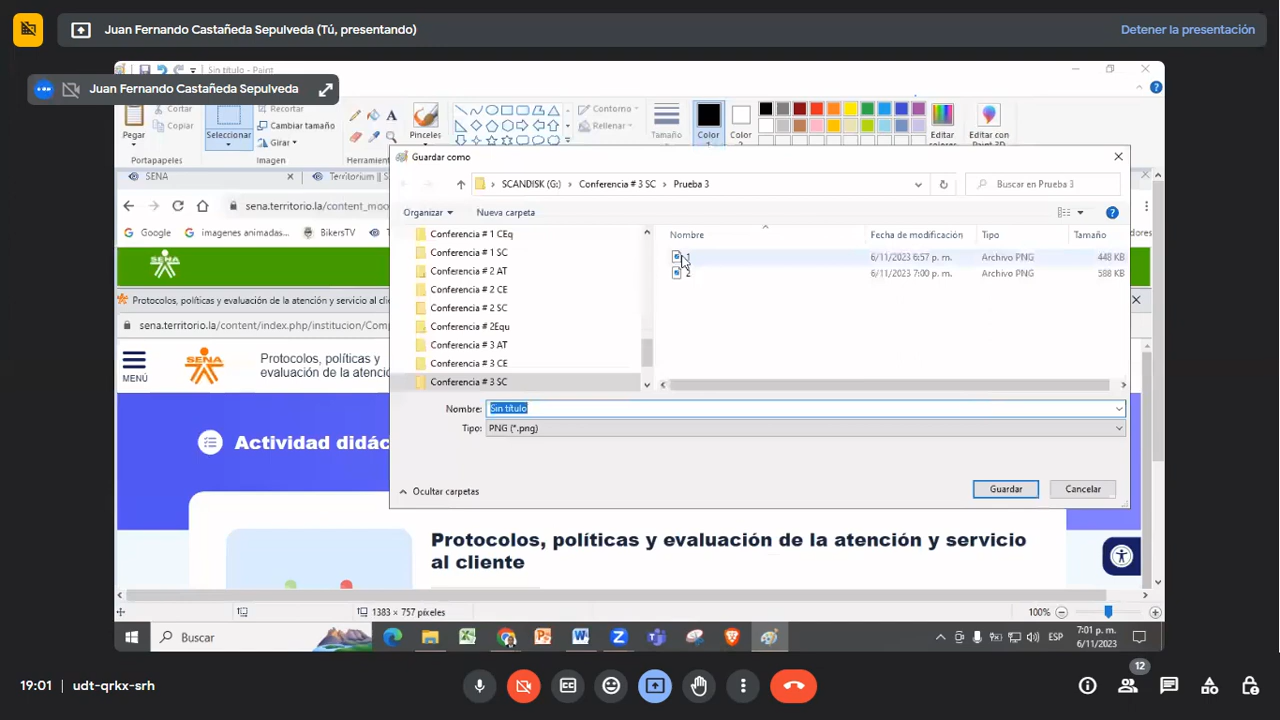 Juan Fernando Castañeda Sepulveda (Tú, presentando)
Detener la presentación
Sin título - Paint
Juan Fernando Castañeda Sepulveda
Pegar
Cortar
Copiar
Portapapeles
Seleccionar
Recortar
Cambiar tamaño
Girar
Imagen
Herramient
Pinceles
Contorno
Rellenar
Tamaño
Color
1
Color
2
Editar
colores
Editar con
Paint 3D
SENA
Territorium ||
sena.territorio.la/content_moo
Google
imagenes animadas...
BikersTV
dores
Protocolos, políticas y evaluación de la atención y servicio al cliente
sena.territorio.la/content/index.php/institucion/Com
MENÚ
SENA
Protocolos, políticas y
evaluación de la atenció
Actividad didác
Protocolos, políticas y evaluación de la atención y servicio
al cliente
Guardar como
SCANDISK (G:) › Conferencia # 3 SC › Prueba 3
Buscar en Prueba 3
Organizar
Nueva carpeta
Conferencia # 1 CEq
Conferencia # 1 SC
Conferencia # 2 AT
Conferencia # 2 CE
Conferencia # 2 SC
Conferencia # 2Equ
Conferencia # 3 AT
Conferencia # 3 CE
Conferencia # 3 SC
Nombre Fecha de modificación Tipo Tamaño
1 6/11/2023 6:57 p. m. Archivo PNG 448 KB
2 6/11/2023 7:00 p. m. Archivo PNG 588 KB
Nombre: Sin título
Tipo: PNG (*.png)
Ocultar carpetas
Guardar
Cancelar
1383 × 757 píxeles
100%
Buscar
ESP
7:01 p. m.
6/11/2023
19:01 | udt-qrkx-srh
12